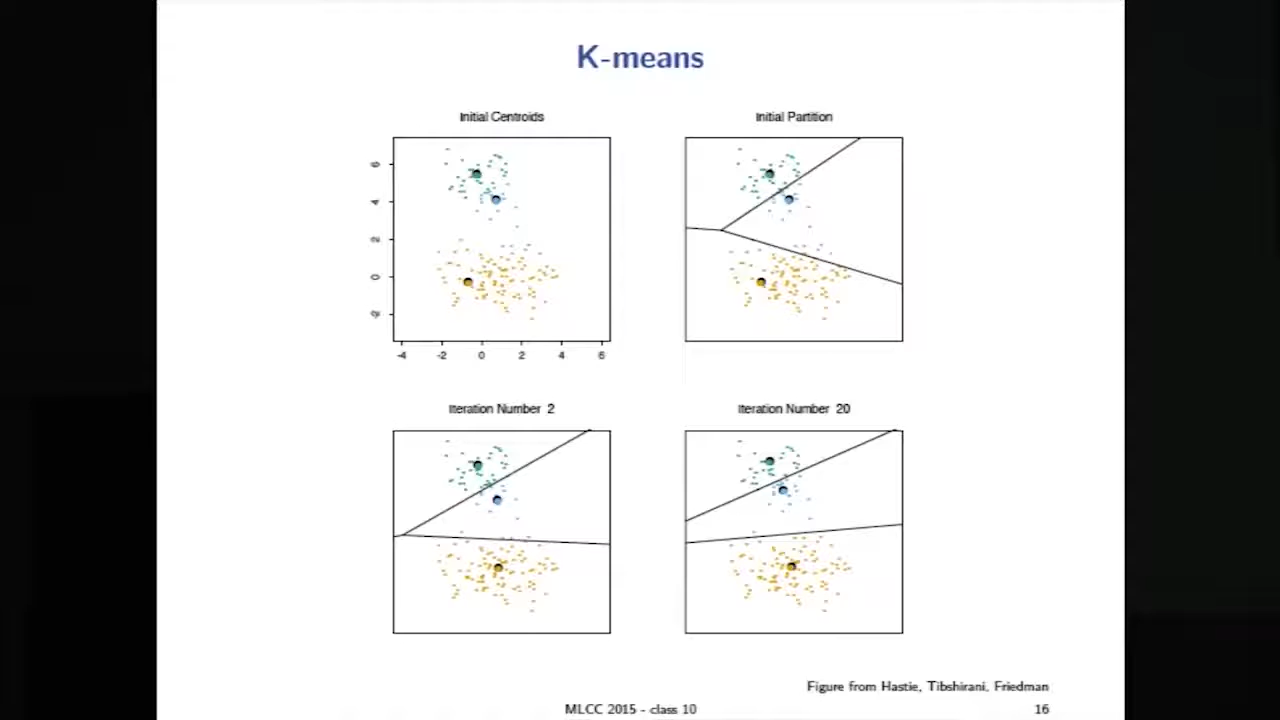 K-means
Initial Centroids
Initial Partition
6
4
2
0
-2
-4 -2 0 2 4 6
Iteration Number 2
Iteration Number 20
Figure from Hastie, Tibshirani, Friedman
MLCC 2015 - class 10
16